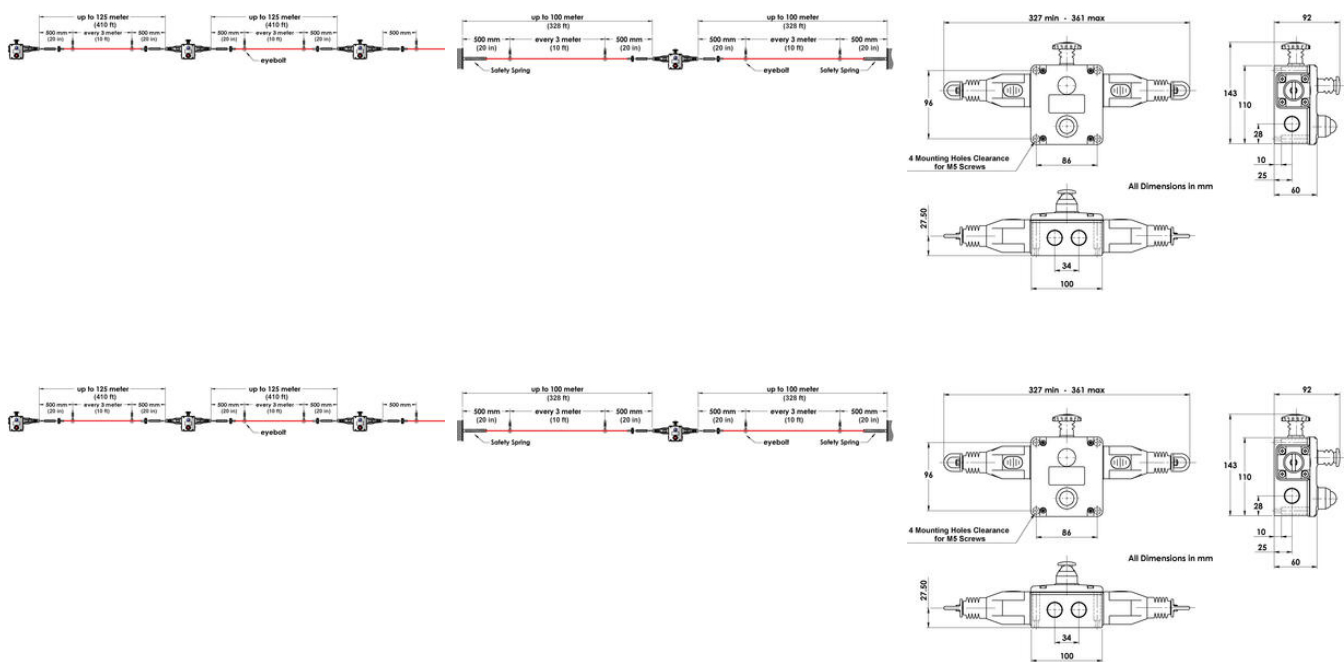 up to 125 meter
(410 ft)
500 mm
(20 in)
every 3 meter
(10 ft)
500 mm
(20 in)
up to 125 meter
(410 ft)
500 mm
(20 in)
every 3 meter
(10 ft)
500 mm
(20 in)
500 mm
(20 in)
eyebolt
up to 100 meter
(328 ft)
500 mm
(20 in)
every 3 meter
(10 ft)
500 mm
(20 in)
Safety Spring
up to 100 meter
(328 ft)
500 mm
(20 in)
every 3 meter
(10 ft)
500 mm
(20 in)
eyebolt
Safety Spring
327 min - 361 max
96
86
4 Mounting Holes Clearance
for M5 Screws
92
143
110
28
10
25
60
All Dimensions in mm
27.50
34
100
up to 125 meter
(410 ft)
500 mm
(20 in)
every 3 meter
(10 ft)
500 mm
(20 in)
up to 125 meter
(410 ft)
500 mm
(20 in)
every 3 meter
(10 ft)
500 mm
(20 in)
500 mm
(20 in)
eyebolt
up to 100 meter
(328 ft)
500 mm
(20 in)
every 3 meter
(10 ft)
500 mm
(20 in)
Safety Spring
up to 100 meter
(328 ft)
500 mm
(20 in)
every 3 meter
(10 ft)
500 mm
(20 in)
eyebolt
Safety Spring
327 min - 361 max
96
86
4 Mounting Holes Clearance
for M5 Screws
92
143
110
28
10
25
60
All Dimensions in mm
27.50
34
100